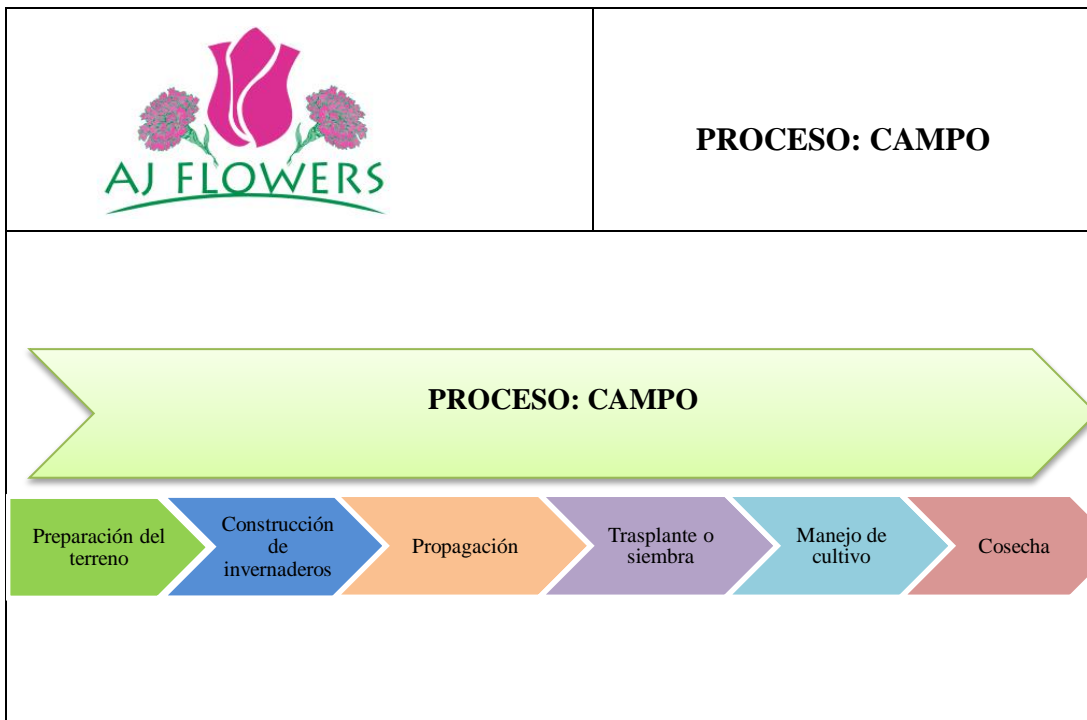 AJ FLOWERS
PROCESO: CAMPO
PROCESO: CAMPO
Preparación del
terreno
Construcción
de
invernaderos
Propagación
Trasplante o
siembra
Manejo de
cultivo
Cosecha